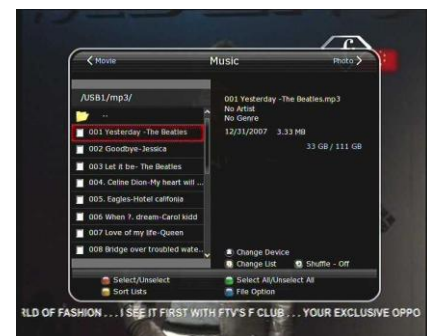 Movie Music Photo
/USB1/mp3/
..
001 Yesterday -The Beatles
002 Goodbye-Jessica
003 Let it be- The Beatles
004. Celine Dion-My heart will ...
005. Eagles-Hotel califonia
006 When ?. dream-Carol kidd
007 Love of my life-Queen
008 Bridge over troubled wate..
001 Yesterday -The Beatles.mp3
No Artist
No Genre
12/31/2007 3.33 MB
33 GB / 111 GB
Change Device
Change List Shuffle - Off
Select/Unselect Select All/Unselect All
Sort Lists File Option
RLD OF FASHION . . . I SEE IT FIRST WITH FTV'S F CLUB . . . YOUR EXCLUSIVE OPPO